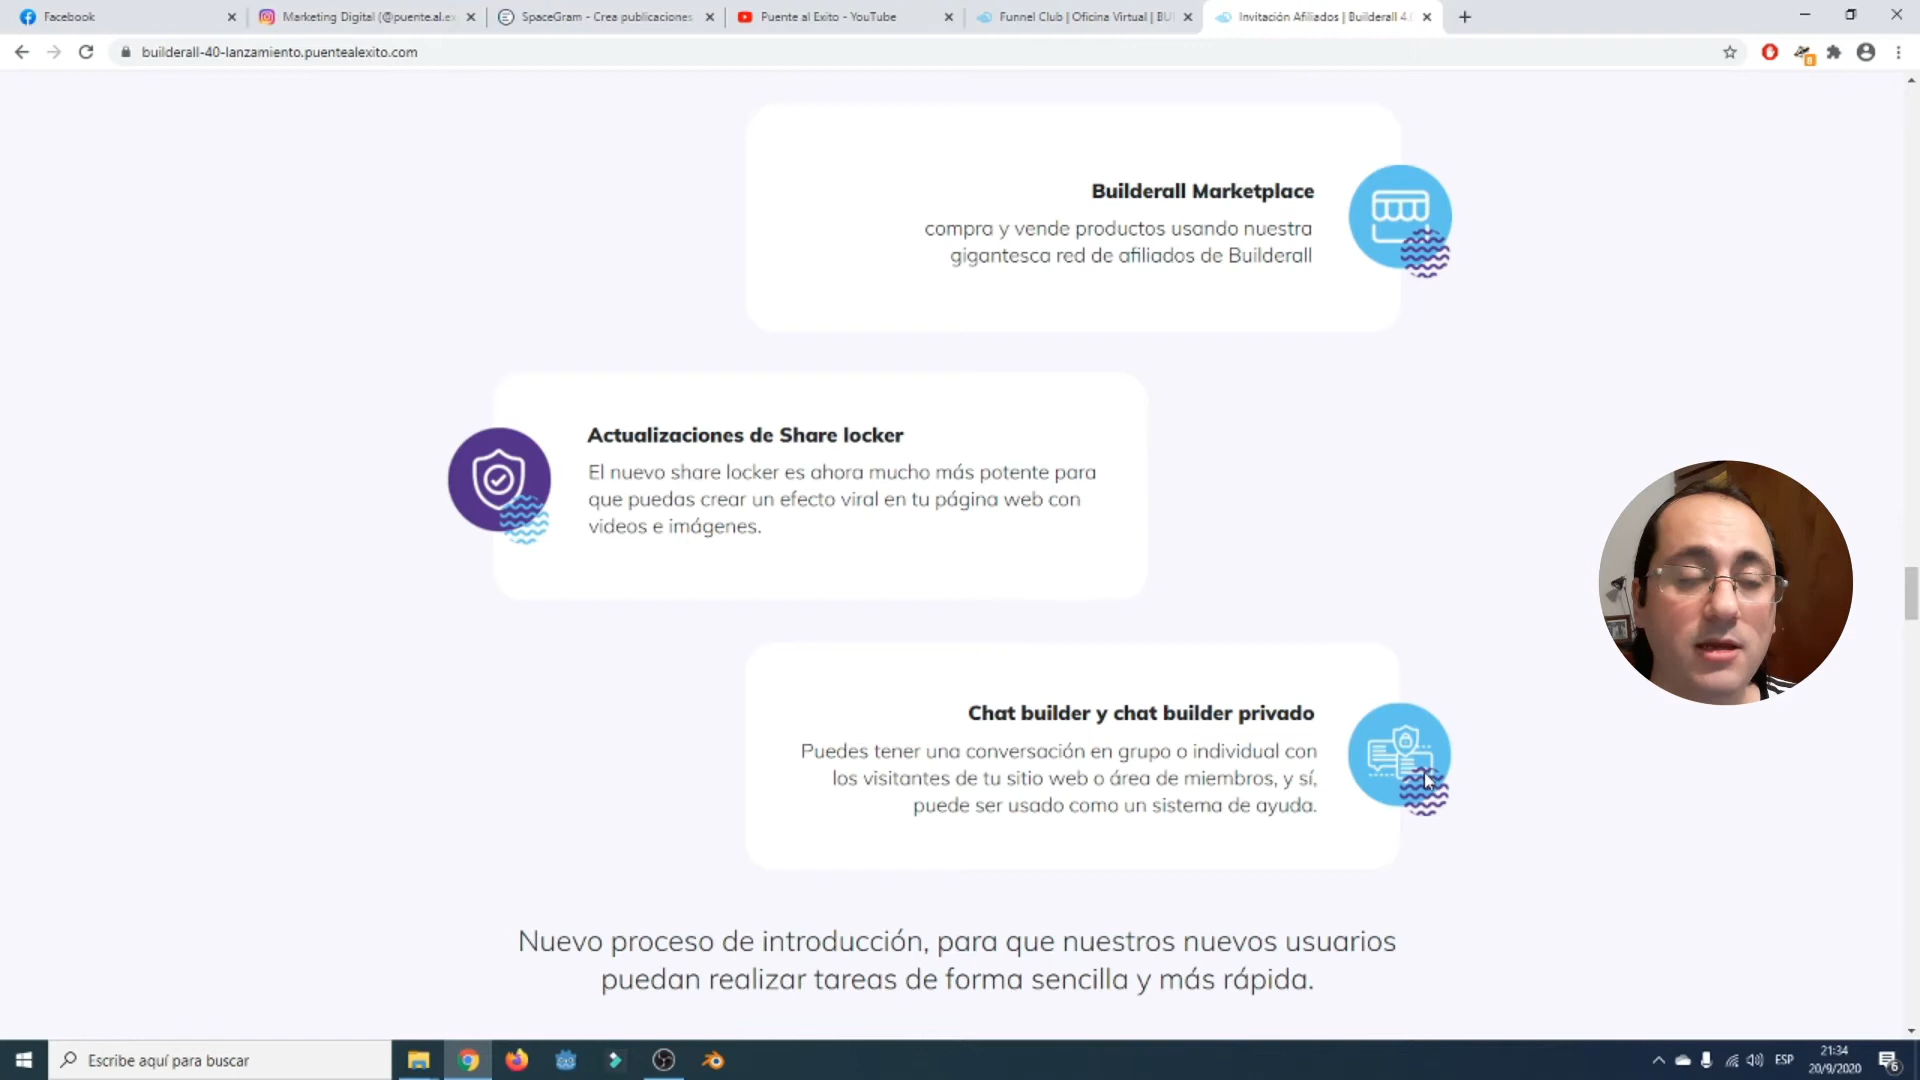 Facebook
Marketing Digital (@puente.al.ex
SpaceGram - Crea publicaciones
Puente al Exito - YouTube
Funnel Club | Oficina Virtual | BUI
Invitación Afiliados | Builderall 4.0
builderall-40-lanzamiento.puentealexito.com
Builderall Marketplace
compra y vende productos usando nuestra
gigantesca red de afiliados de Builderall
Actualizaciones de Share locker
El nuevo share locker es ahora mucho más potente para
que puedas crear un efecto viral en tu página web con
videos e imágenes.
Chat builder y chat builder privado
Puedes tener una conversación en grupo o individual con
los visitantes de tu sitio web o área de miembros, y sí,
puede ser usado como un sistema de ayuda.
Nuevo proceso de introducción, para que nuestros nuevos usuarios
puedan realizar tareas de forma sencilla y más rápida.
Escribe aquí para buscar
ESP
21:34
20/9/2020
6